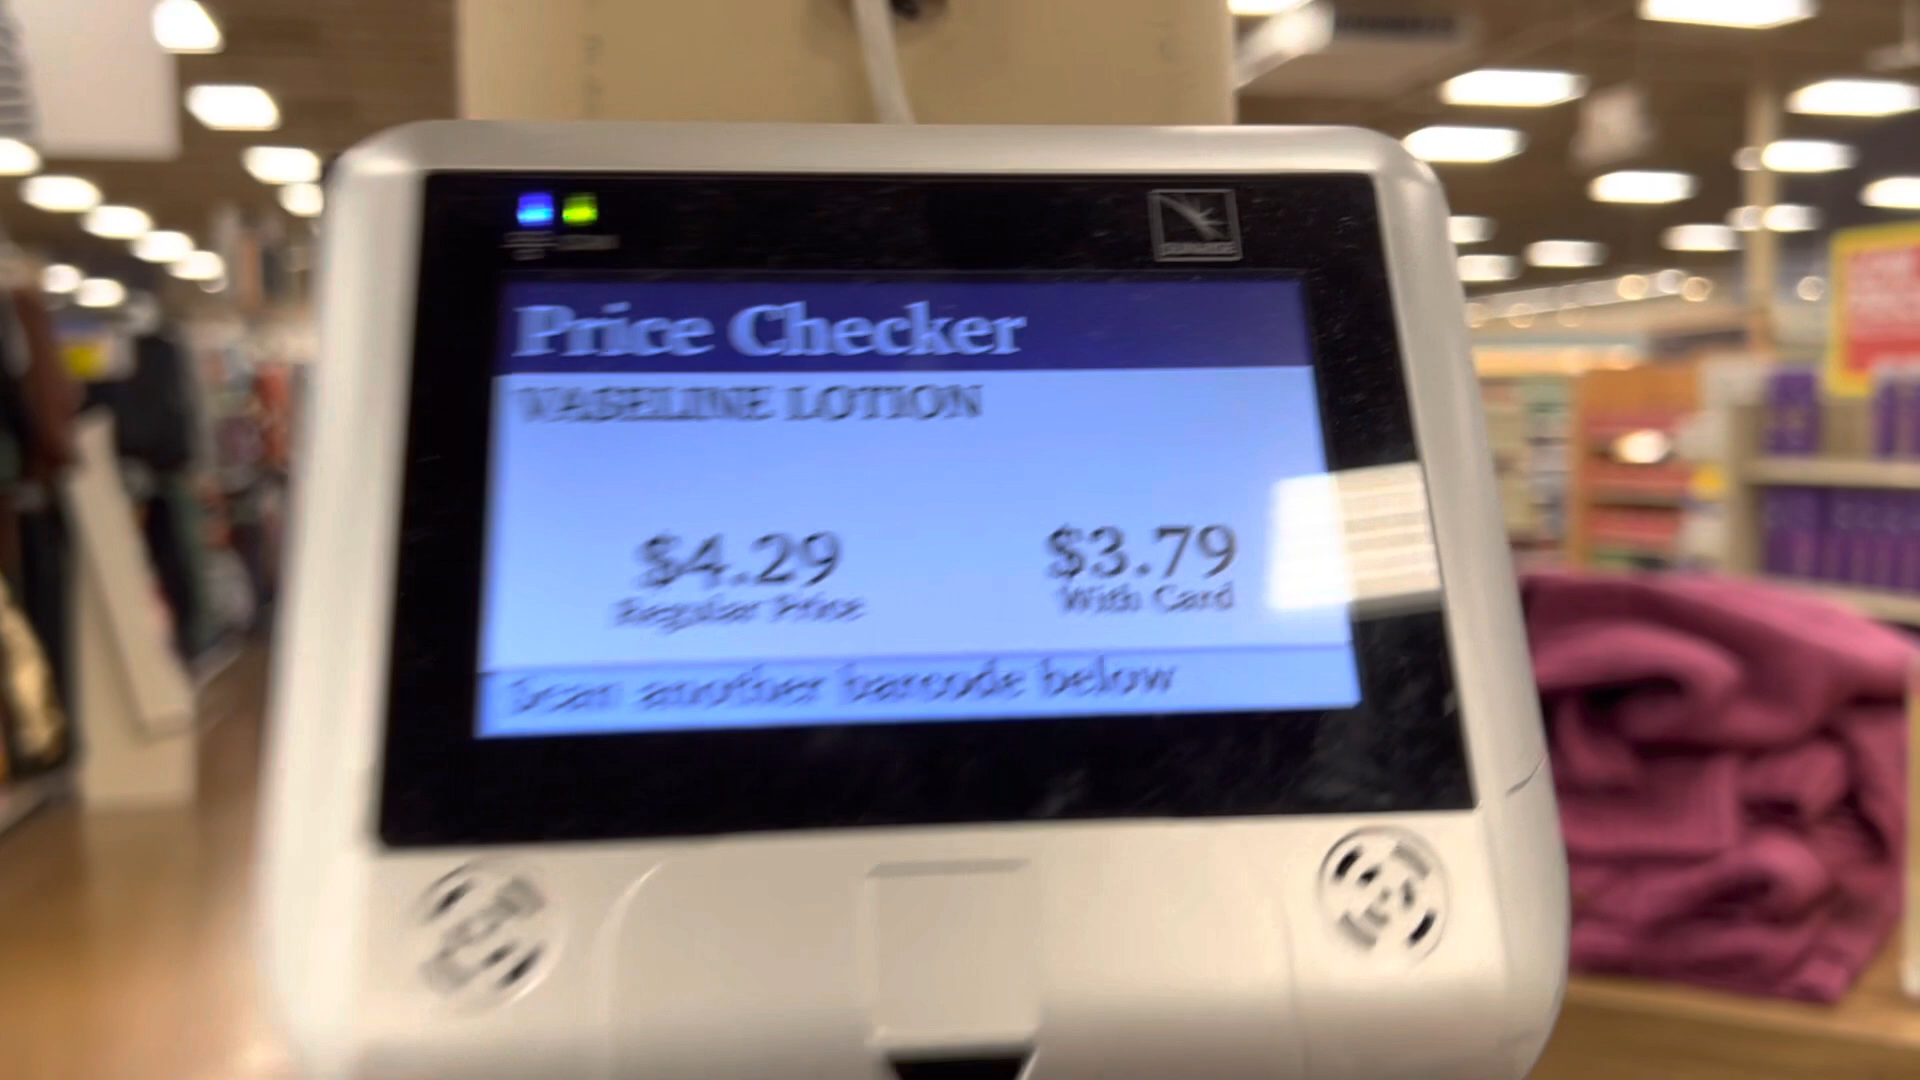 Price Checker
VASELINE LOTION
$4.29
Regular Price
$3.79
With Card
Scan another barcode below